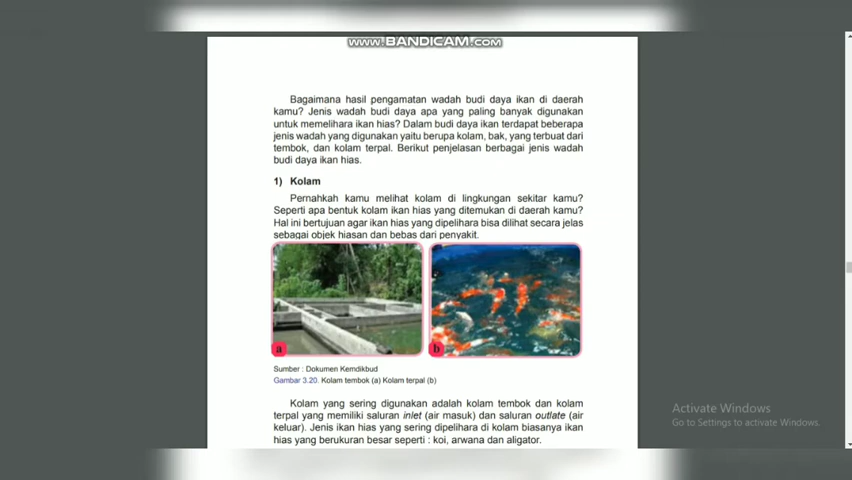 www.BANDICAM.com
Bagaimana hasil pengamatan wadah budi daya ikan di daerah
kamu? Jenis wadah budi daya apa yang paling banyak digunakan
untuk memelihara ikan hias? Dalam budi daya ikan terdapat beberapa
jenis wadah yang digunakan yaitu berupa kolam, bak, yang terbuat dari
tembok, dan kolam terpal. Berikut penjelasan berbagai jenis wadah
budi daya ikan hias.
1) Kolam
Pernahkah kamu melihat kolam di lingkungan sekitar kamu?
Seperti apa bentuk kolam ikan hias yang ditemukan di daerah kamu?
Hal ini bertujuan agar ikan hias yang dipelihara bisa dilihat secara jelas
sebagai objek hiasan dan bebas dari penyakit.
a
b
Sumber : Dokumen Kemdikbud
Gambar 3.20. Kolam tembok (a) Kolam terpal (b)
Kolam yang sering digunakan adalah kolam tembok dan kolam
terpal yang memiliki saluran inlet (air masuk) dan saluran outlate (air
keluar). Jenis ikan hias yang sering dipelihara di kolam biasanya ikan
hias yang berukuran besar seperti : koi, arwana dan aligator.
Activate Windows
Go to Settings to activate Windows.